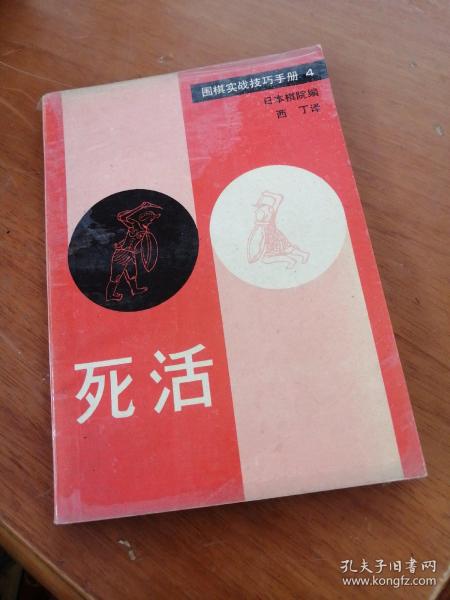 围棋实战技巧手册 4
日本棋院编
西 丁译
死活
孔夫子旧书网
www.kongfz.com